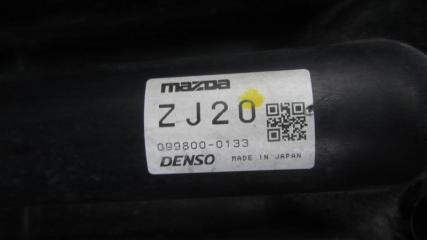 mazda
ZJ20
099800-0133
DENSO MADE IN JAPAN